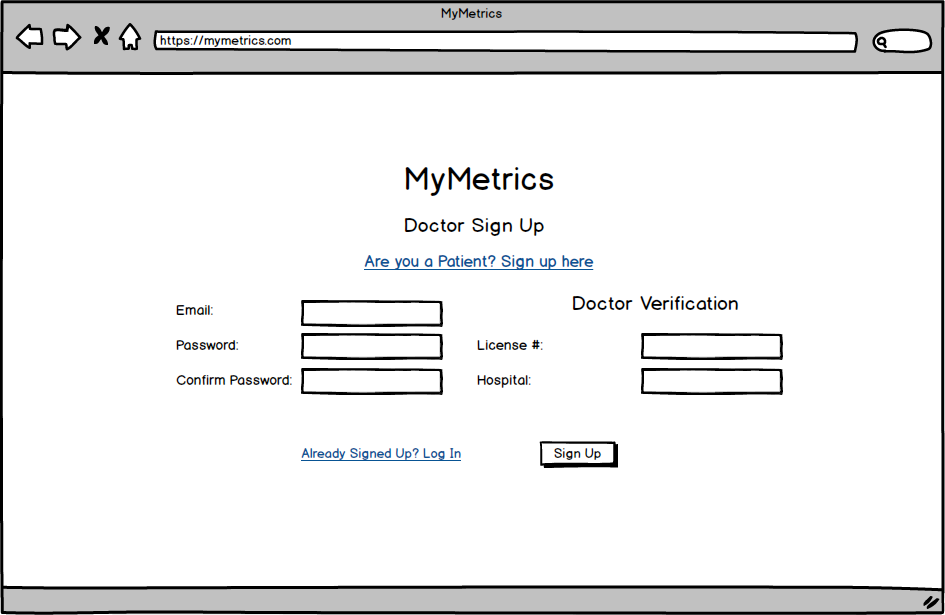 MyMetrics
https://mymetrics.com
MyMetrics
Doctor Sign Up
Are you a Patient? Sign up here
Email:
Doctor Verification
Password:
License #:
Confirm Password:
Hospital:
Already Signed Up? Log In
Sign Up